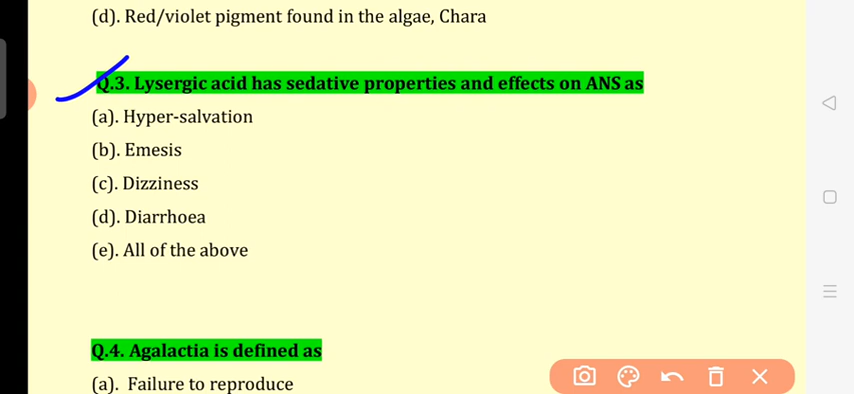 (d). Red/violet pigment found in the algae, Chara
Q.3. Lysergic acid has sedative properties and effects on ANS as
(a). Hyper-salvation
(b). Emesis
(c). Dizziness
(d). Diarrhoea
(e). All of the above
Q.4. Agalactia is defined as
(a).  Failure to reproduce